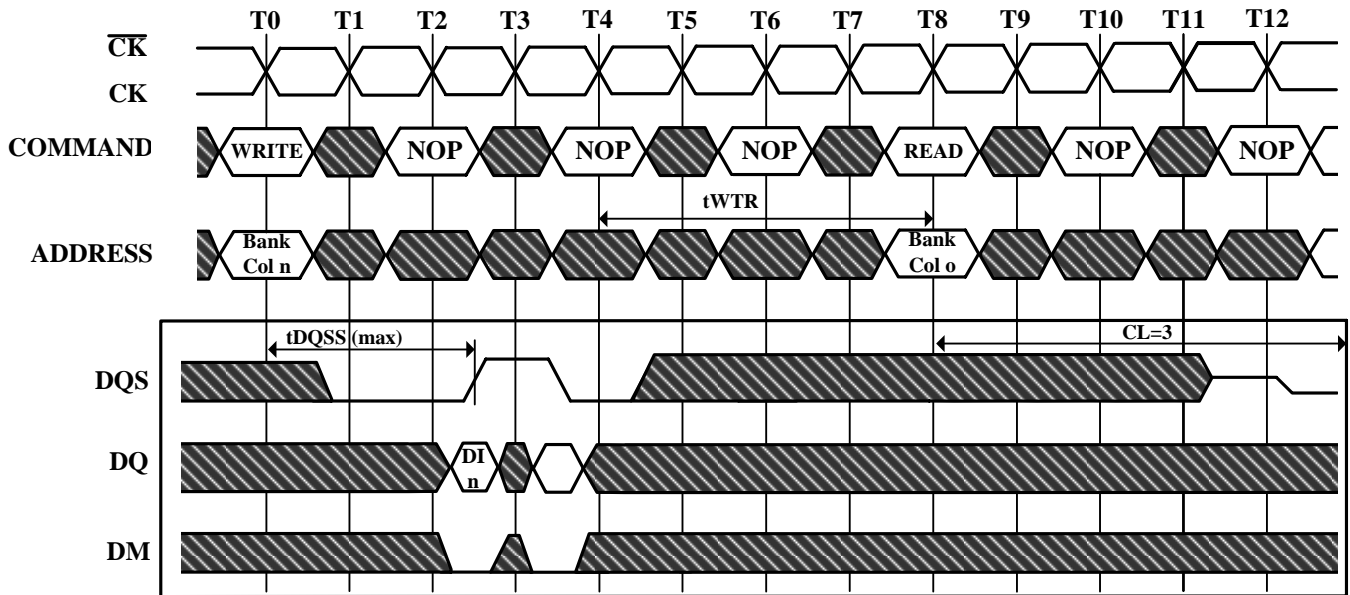 T0 T1 T2 T3 T4 T5 T6 T7 T8 T9 T10 T11 T12
CK
CK
COMMAND WRITE NOP NOP NOP READ NOP NOP
tWTR
ADDRESS Bank Col n Bank Col o
tDQSS (max) CL=3
DQS
DQ DI n
DM